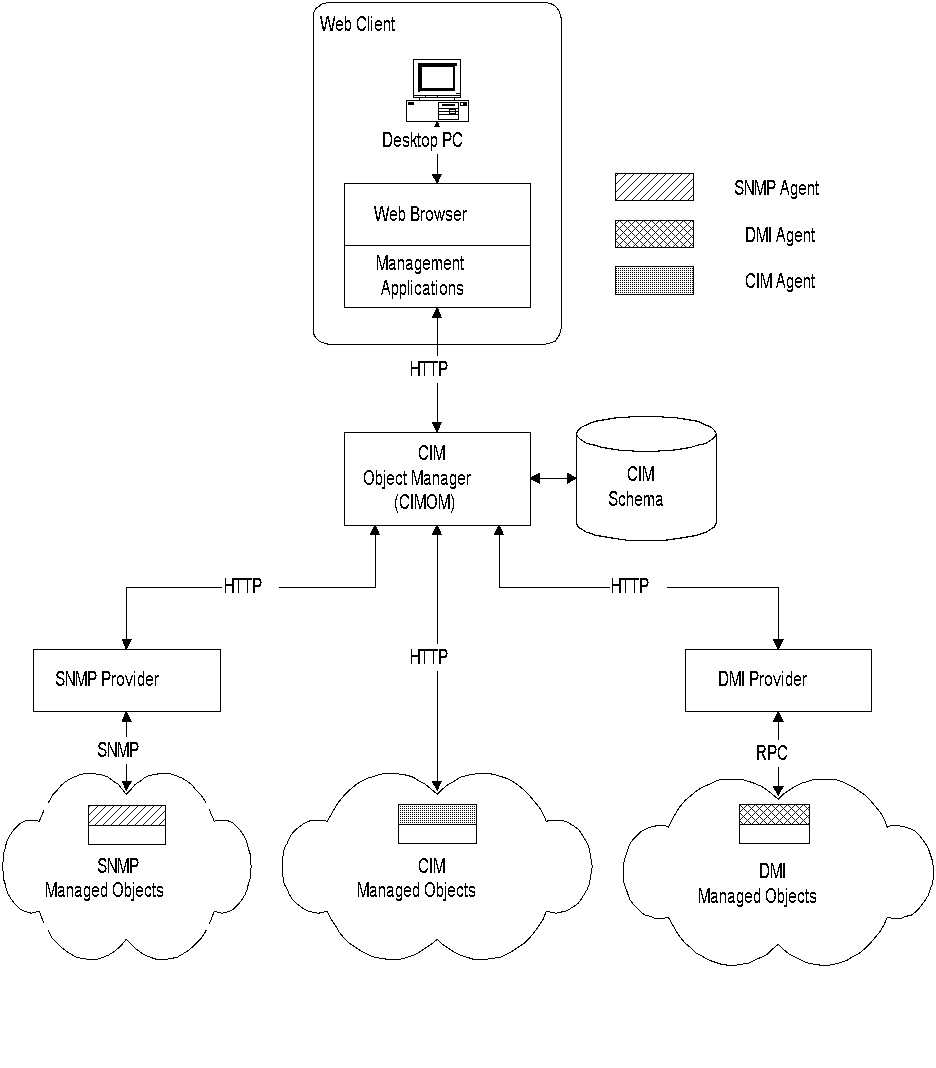 Web Client
Desktop PC
Web Browser
Management
Applications
SNMP Agent
DMI Agent
CIM Agent
HTTP
CIM
Object Manager
(CIMOM)
CIM
Schema
HTTP
HTTP
HTTP
SNMP Provider
DMI Provider
SNMP
RPC
SNMP
Managed Objects
CIM
Managed Objects
DMI
Managed Objects